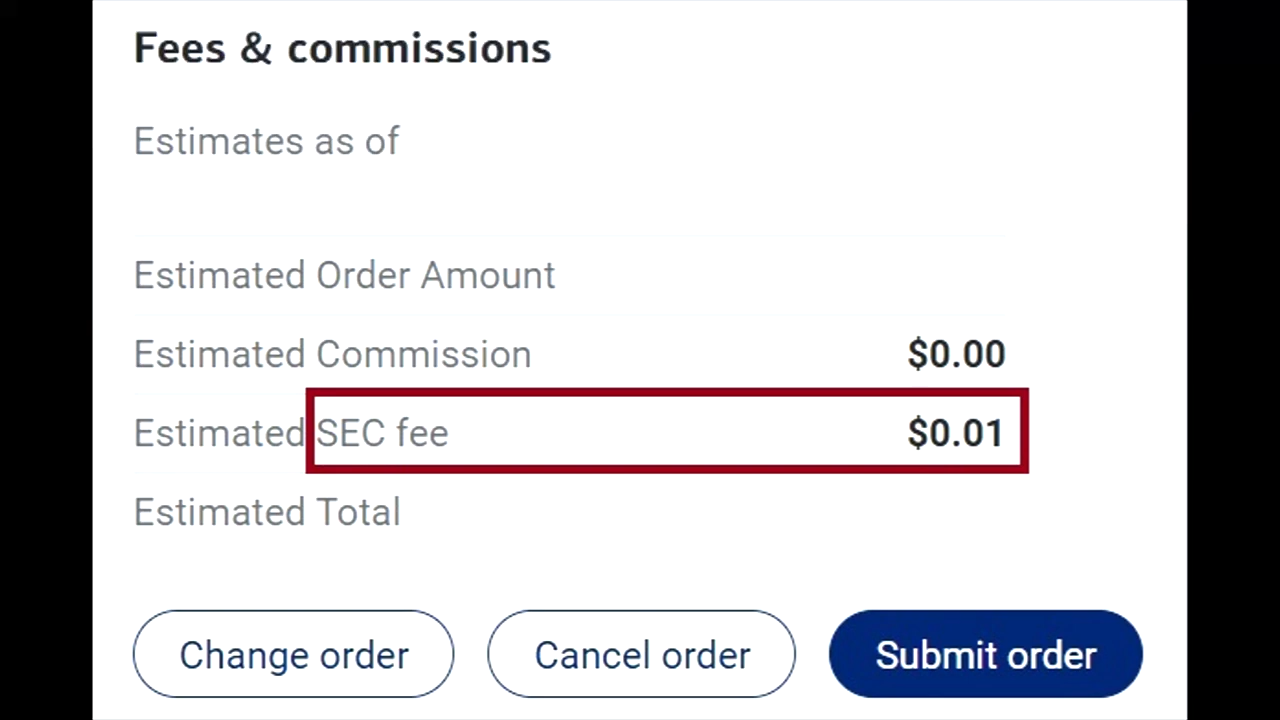 Fees & commissions
Estimates as of
Estimated Order Amount
Estimated Commission $0.00
Estimated SEC fee $0.01
Estimated Total
Change order Cancel order Submit order